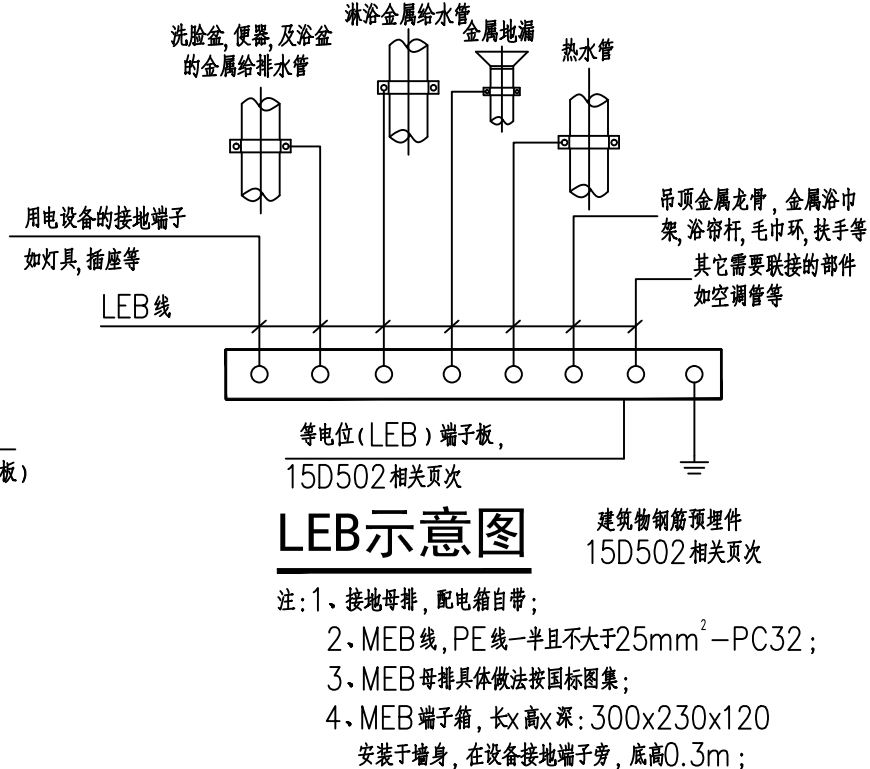 淋浴金属给水管
洗脸盆,便器,及浴盆
的金属给排水管
金属地漏
热水管
用电设备的接地端子
如灯具,插座等
吊顶金属龙骨,金属浴巾
架,浴帘杆,毛巾环,扶手等
其它需要联接的部件
如空调管等
LEB线
等电位(LEB)端子板,
15D502相关页次
板)
LEB示意图
建筑物钢筋预埋件
15D502相关页次
注:1、接地母排,配电箱自带;
2、MEB线,PE线一半且不大于25mm²-PC32;
3、MEB母排具体做法按国标图集;
4、MEB端子箱,长x高x深:300x230x120
安装于墙身,在设备接地端子旁,底高0.3m;